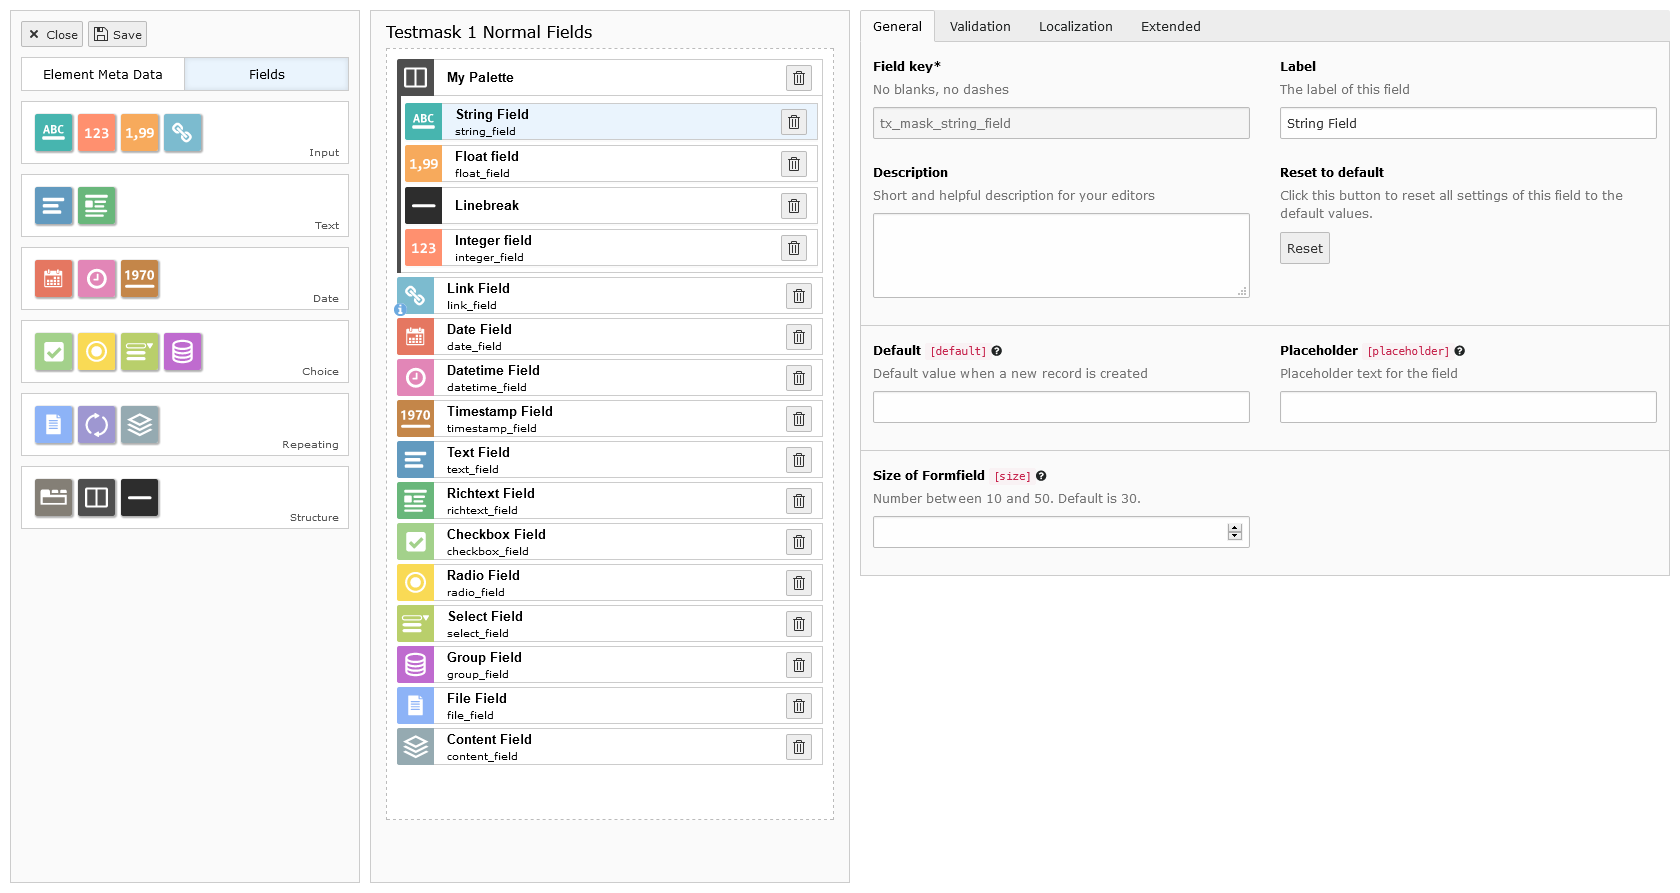 Close
Save
Element Meta Data
Fields
ABC
123
1,99
Input
Text
1970
Date
Choice
Repeating
Structure
Testmask 1 Normal Fields
My Palette
ABC
String Field
string_field
1,99
Float field
float_field
Linebreak
123
Integer field
integer_field
Link Field
link_field
Date Field
date_field
Datetime Field
datetime_field
1970
Timestamp Field
timestamp_field
Text Field
text_field
Richtext Field
richtext_field
Checkbox Field
checkbox_field
Radio Field
radio_field
Select Field
select_field
Group Field
group_field
File Field
file_field
Content Field
content_field
General
Validation
Localization
Extended
Field key*
No blanks, no dashes
tx_mask_string_field
Label
The label of this field
String Field
Description
Short and helpful description for your editors
Reset to default
Click this button to reset all settings of this field to the
default values.
Reset
Default [default]
Default value when a new record is created
Placeholder [placeholder]
Placeholder text for the field
Size of Formfield [size]
Number between 10 and 50. Default is 30.